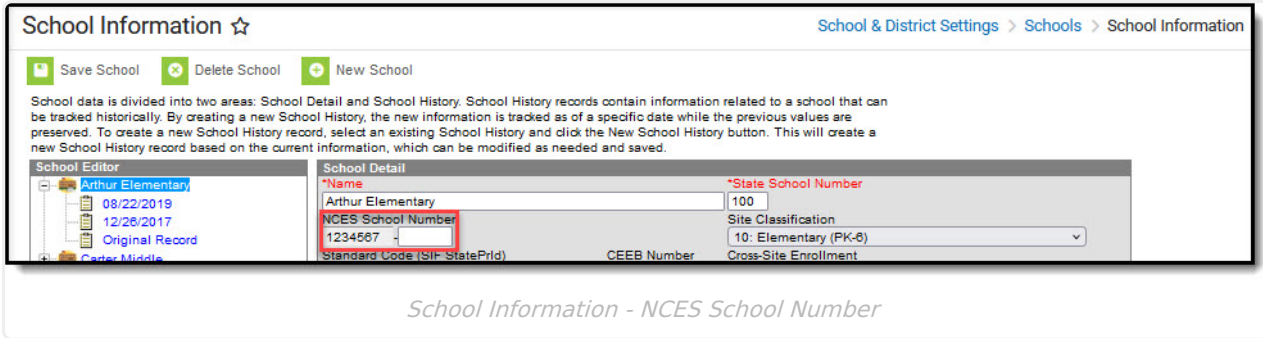 School Information
School & District Settings > Schools > School Information
Save School Delete School New School
School data is divided into two areas: School Detail and School History. School History records contain information related to a school that can
be tracked historically. By creating a new School History, the new information is tracked as of a specific date while the previous values are
preserved. To create a new School History record, select an existing School History and click the New School History button. This will create a
new School History record based on the current information, which can be modified as needed and saved.
School Editor
Arthur Elementary
08/22/2019
12/26/2017
Original Record
Carter Middle
School Detail
*Name *State School Number
Arthur Elementary 100
NCES School Number Site Classification
1234567 - 10: Elementary (PK-6)
Standard Code (SIF StatePrId) CEEB Number Cross-Site Enrollment
School Information - NCES School Number